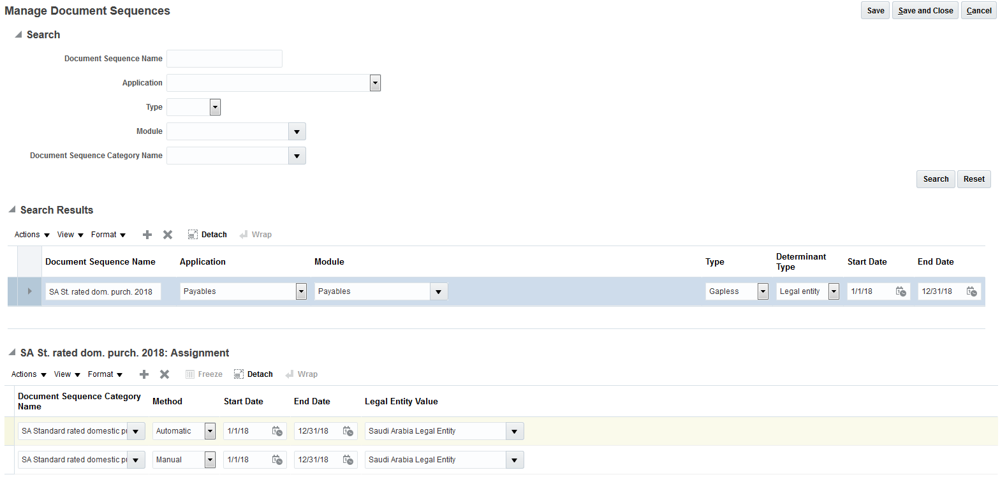 Manage Document Sequences
Save
Save and Close
Cancel
Search
Document Sequence Name
Application
Type
Module
Document Sequence Category Name
Search
Reset
Search Results
Actions View Format Detach Wrap
Document Sequence Name Application Module Type Determinant Type Start Date End Date
SA St. rated dom. purch. 2018 Payables Payables Gapless Legal entity 1/1/18 12/31/18
SA St. rated dom. purch. 2018: Assignment
Actions View Format Freeze Detach Wrap
Document Sequence Category Name Method Start Date End Date Legal Entity Value
SA Standard rated domestic Automatic 1/1/18 12/31/18 Saudi Arabia Legal Entity
SA Standard rated domestic Manual 1/1/18 12/31/18 Saudi Arabia Legal Entity